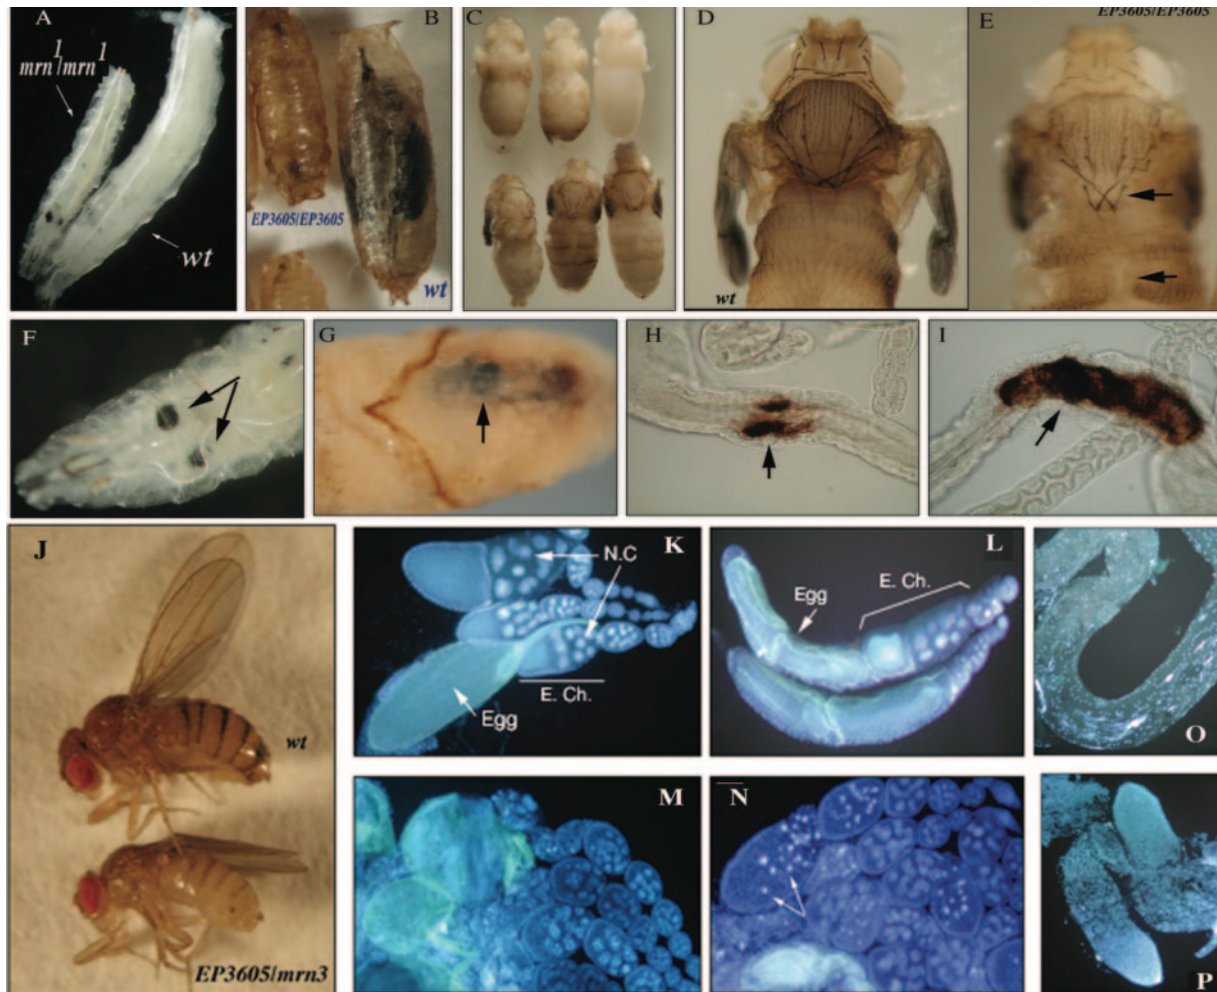 A
mrn1/mrn1
wt
B
EP3605/EP3605
wt
C
D
wt
EP3605/EP3605
E
F
G
H
I
J
wt
EP3605/mrn3
K
N.C
E. Ch.
Egg
L
E. Ch.
Egg
O
M
N
P